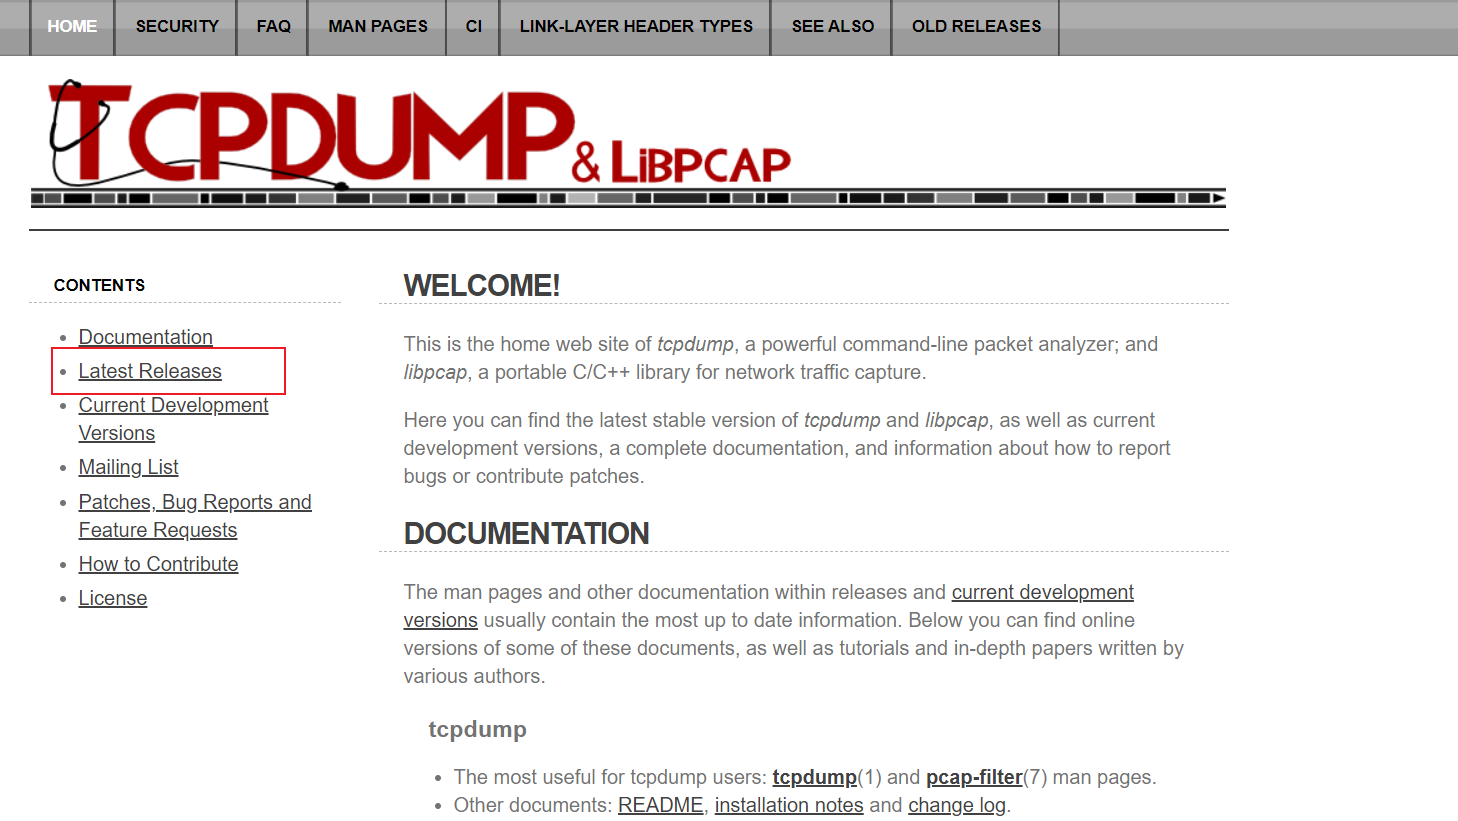 HOME SECURITY FAQ MAN PAGES CI LINK-LAYER HEADER TYPES SEE ALSO OLD RELEASES
TCPDUMP & LiBPCAP
CONTENTS
Documentation
Latest Releases
Current Development
Versions
Mailing List
Patches, Bug Reports and
Feature Requests
How to Contribute
License
WELCOME!
This is the home web site of tcpdump, a powerful command-line packet analyzer; and
libpcap, a portable C/C++ library for network traffic capture.
Here you can find the latest stable version of tcpdump and libpcap, as well as current
development versions, a complete documentation, and information about how to report
bugs or contribute patches.
DOCUMENTATION
The man pages and other documentation within releases and current development
versions usually contain the most up to date information. Below you can find online
versions of some of these documents, as well as tutorials and in-depth papers written by
various authors.
tcpdump
The most useful for tcpdump users: tcpdump(1) and pcap-filter(7) man pages.
Other documents: README, installation notes and change log.